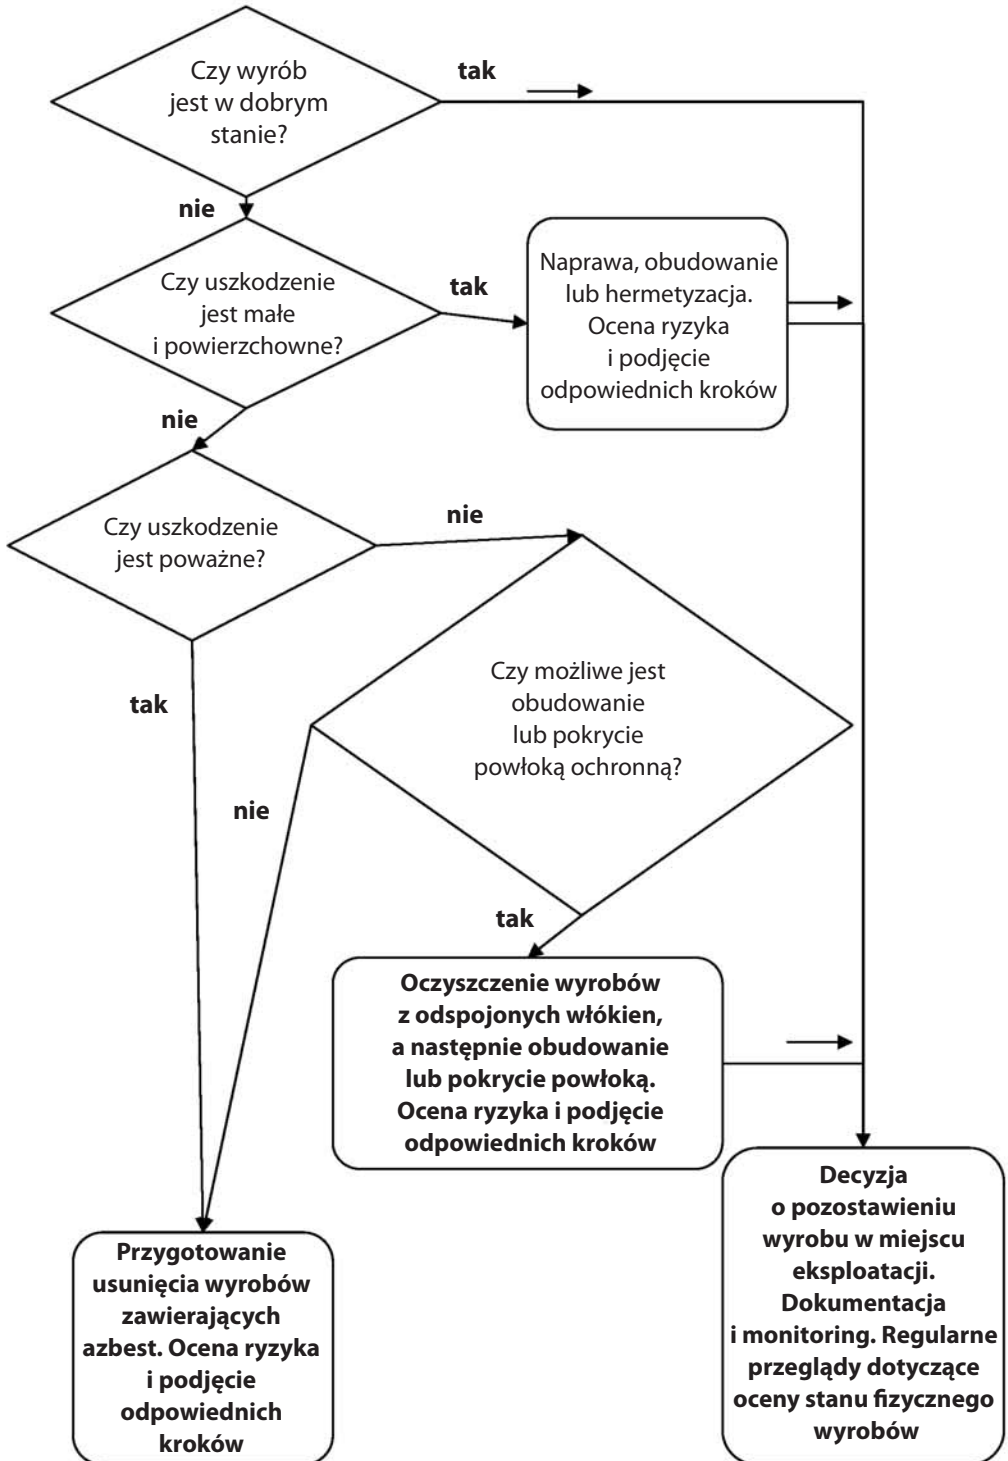 Czy wyrób
jest w dobrym
stanie?
tak
nie
Czy uszkodzenie
jest małe
i powierzchowne?
tak
Naprawa, obudowanie
lub hermetyzacja.
Ocena ryzyka
i podjęcie
odpowiednich kroków
nie
Czy uszkodzenie
jest poważne?
nie
tak
Czy możliwe jest
obudowanie
lub pokrycie
powłoką ochronną?
nie
tak
Oczyszczenie wyrobów
z odspojonych włókien,
a następnie obudowanie
lub pokrycie powłoką.
Ocena ryzyka i podjęcie
odpowiednich kroków
Decyzja
o pozostawieniu
wyrobu w miejscu
eksploatacji.
Dokumentacja
i monitoring. Regularne
przeglądy dotyczące
oceny stanu fizycznego
wyrobów
Przygotowanie
usunięcia wyrobów
zawierających
azbest. Ocena ryzyka
i podjęcie
odpowiednich
kroków